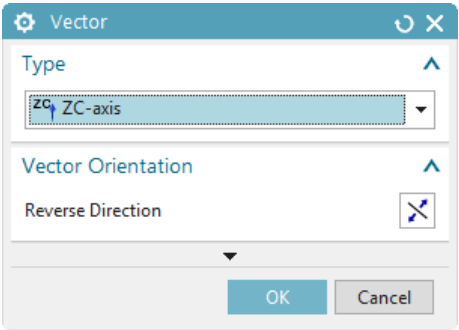 Vector
Type
ZC ZC-axis
Vector Orientation
Reverse Direction
OK Cancel